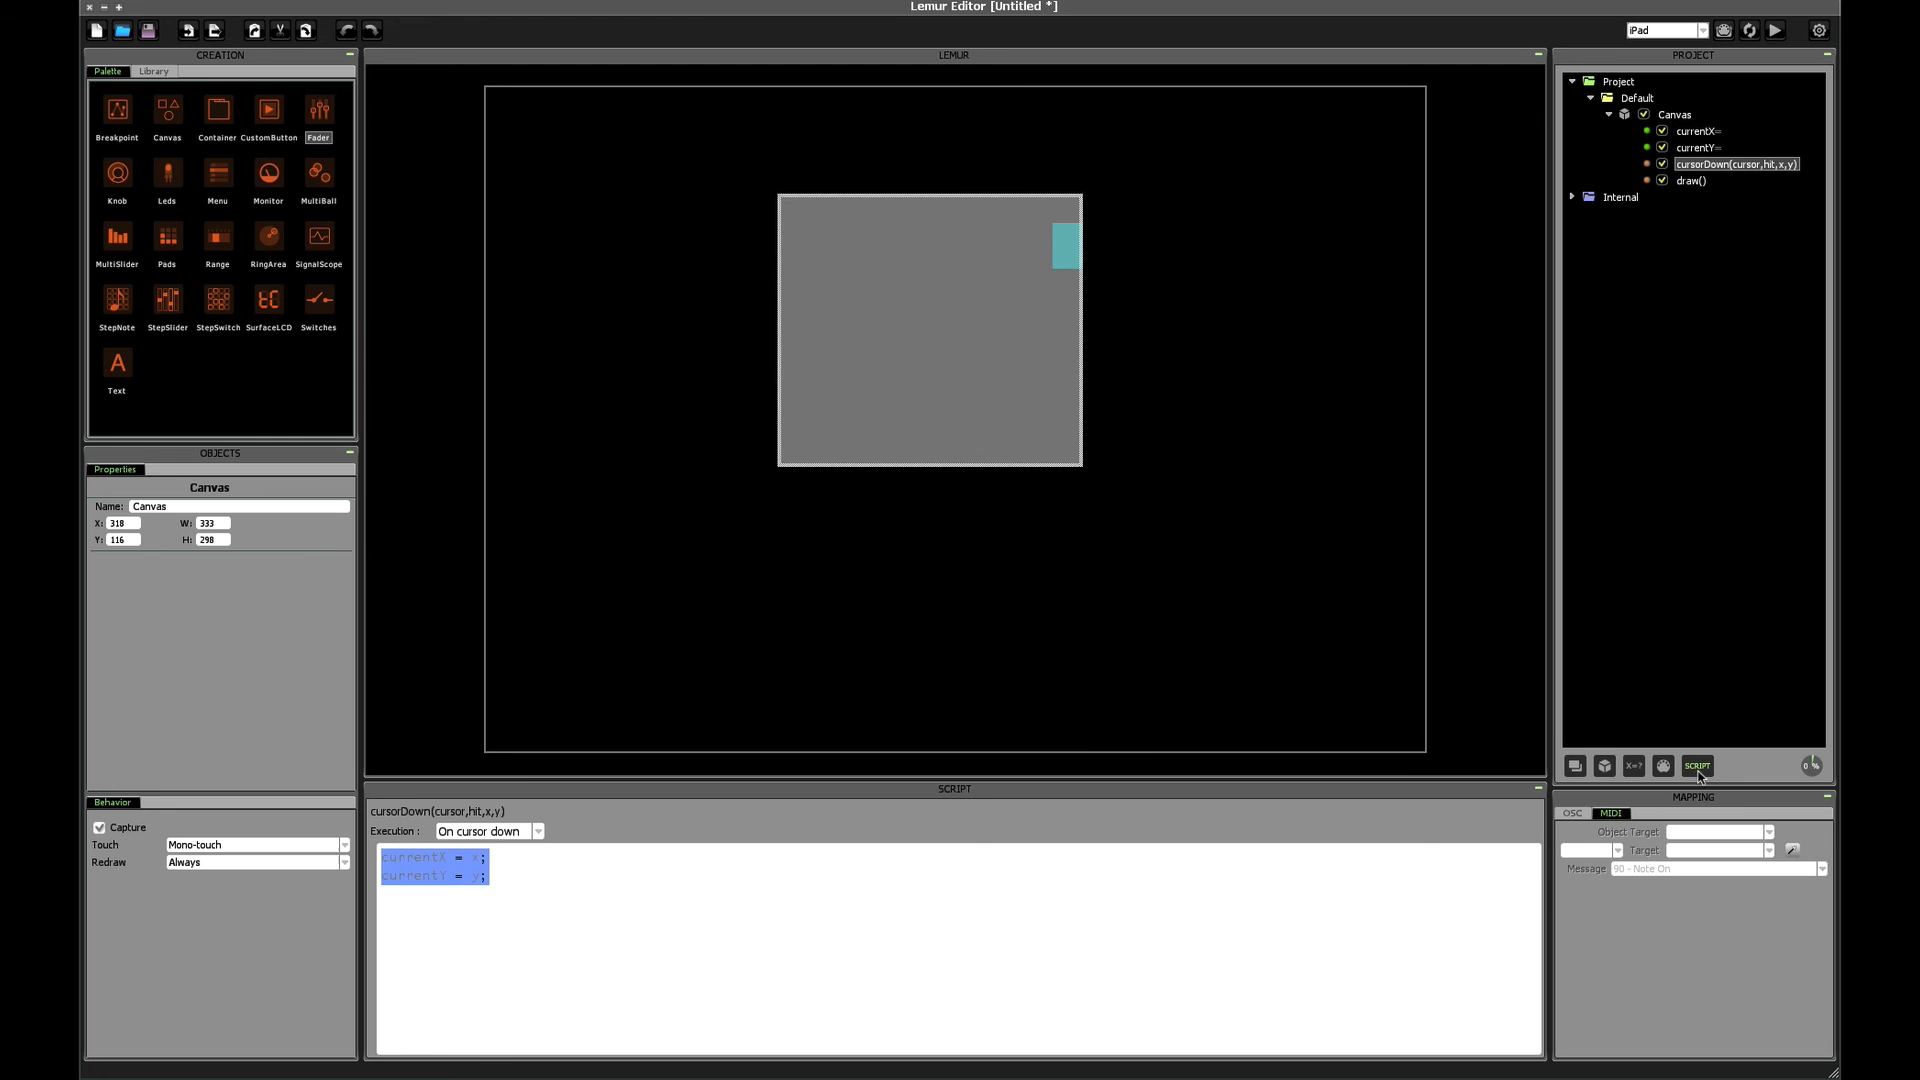 Lemur Editor [Untitled *]
iPad
CREATION
Palette Library
Breakpoint Canvas Container CustomButton Fader
Knob Leds Menu Monitor MultiBall
MultiSlider Pads Range RingArea SignalScope
StepNote StepSlider StepSwitch SurfaceLCD Switches
A
Text
OBJECTS
Properties
Canvas
Name: Canvas
X: 318 W: 333
Y: 116 H: 298
Behavior
Capture
Touch Mono-touch
Redraw Always
LEMUR
SCRIPT
cursorDown(cursor,hit,x,y)
Execution : On cursor down
currentX = x;
currentY = y;
PROJECT
Project
Default
Canvas
currentX=
currentY=
cursorDown(cursor,hit,x,y)
draw()
Internal
X=? SCRIPT 0 %
MAPPING
OSC MIDI
Object Target
Target
Message 90 - Note On